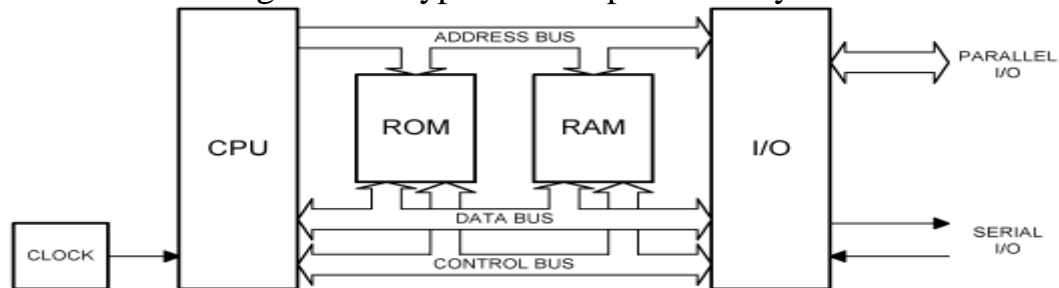 ADDRESS BUS
PARALLEL
I/O
ROM
RAM
CPU
I/O
DATA BUS
SERIAL
I/O
CLOCK
CONTROL BUS